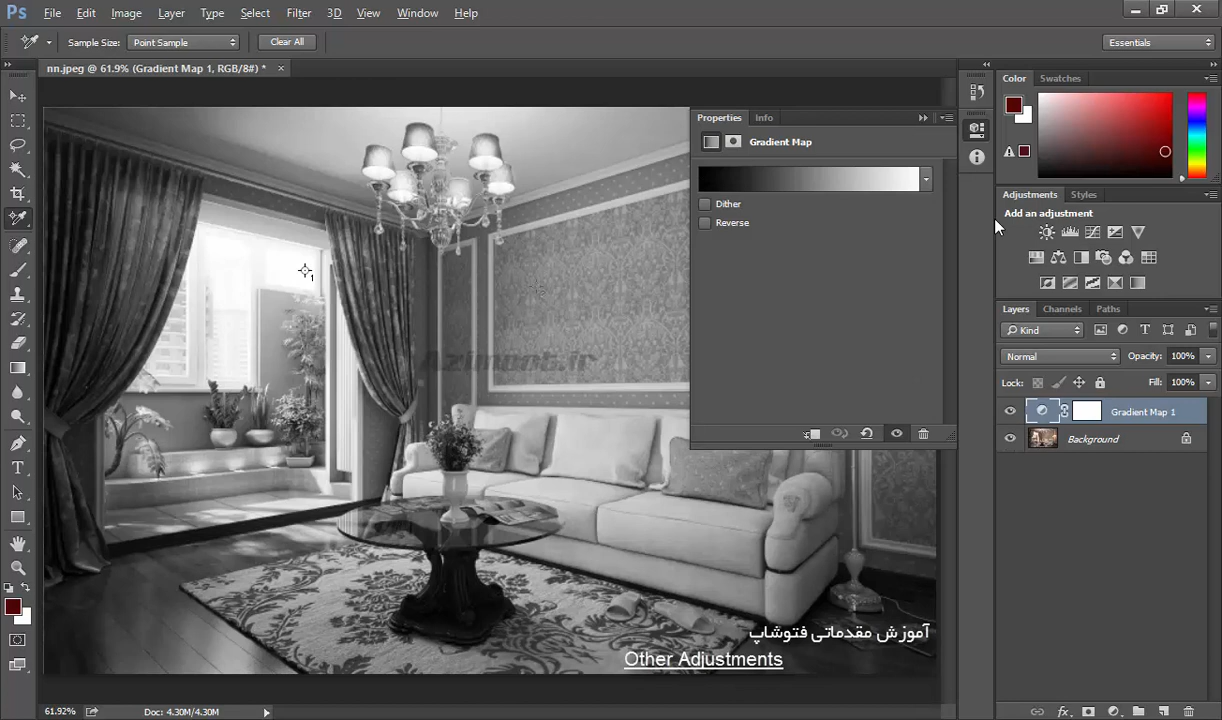 Ps File Edit Image Layer Type Select Filter 3D View Window Help
Sample Size: Point Sample Clear All Essentials
nn.jpeg @ 61.9% (Gradient Map 1, RGB/8#) *
Color Swatches
Properties Info
Gradient Map
Dither
Reverse
Adjustments Styles
Add an adjustment
1
Layers Channels Paths
Kind
Normal Opacity: 100%
Lock: Fill: 100%
Gradient Map 1
Background
آموزش مقدماتی فتوشاپ
Other Adjustments
61.92% Doc: 4.30M/4.30M